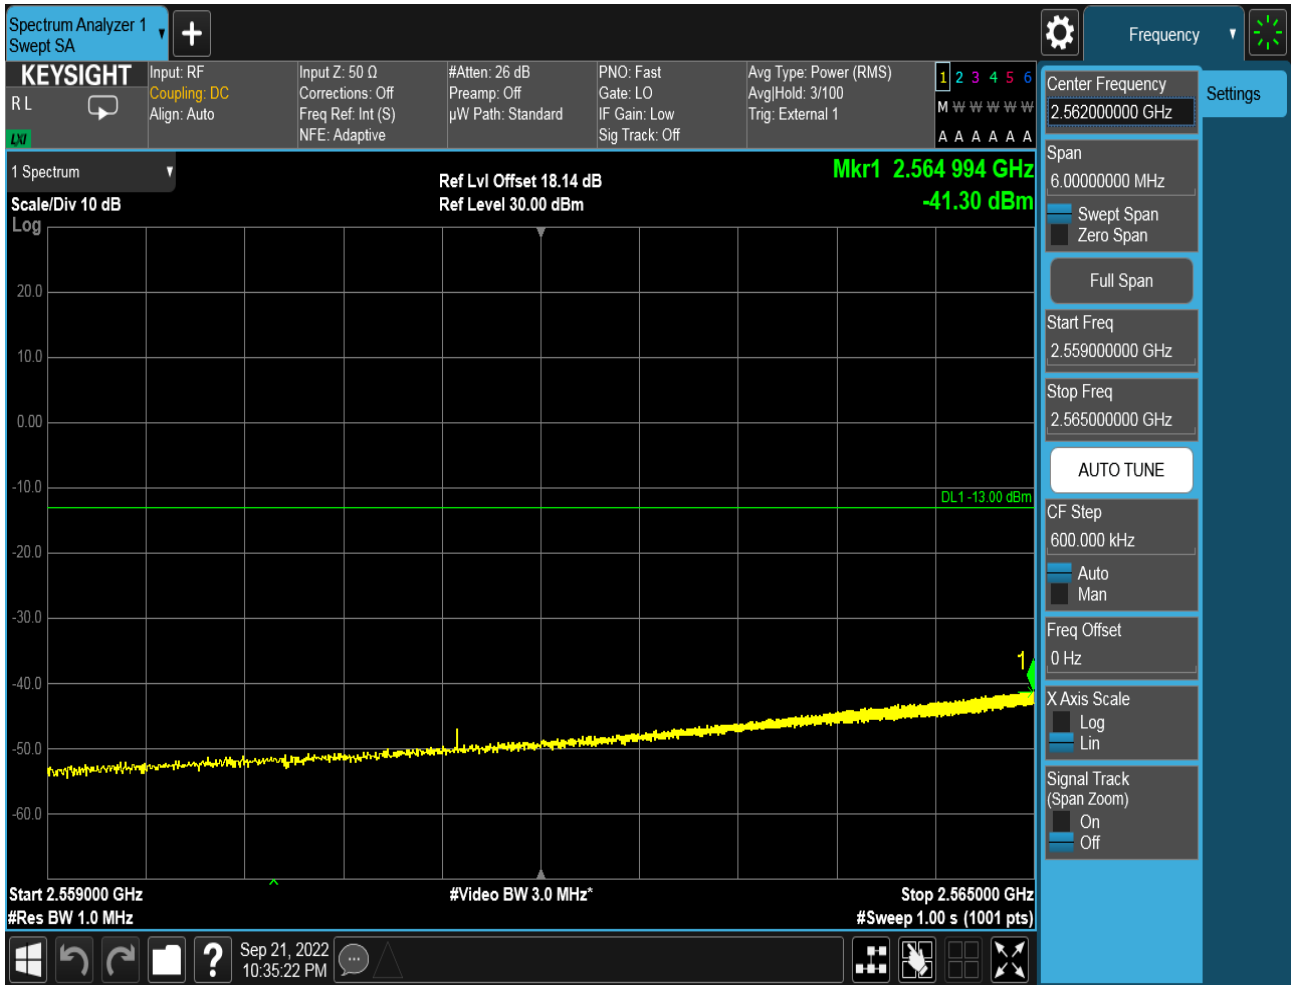 Spectrum Analyzer 1
Swept SA
Frequency
KEYSIGHT
R L
LXI
Input: RF
Coupling: DC
Align: Auto
Input Z: 50 Ω
Corrections: Off
Freq Ref: Int (S)
NFE: Adaptive
#Atten: 26 dB
Preamp: Off
µW Path: Standard
PNO: Fast
Gate: LO
IF Gain: Low
Sig Track: Off
Avg Type: Power (RMS)
Avg|Hold: 3/100
Trig: External 1
1 2 3 4 5 6
M W W W W W
A A A A A A
1 Spectrum
Scale/Div 10 dB
Log
Ref Lvl Offset 18.14 dB
Ref Level 30.00 dBm
Mkr1 2.564 994 GHz
-41.30 dBm
20.0
10.0
0.00
-10.0
-20.0
-30.0
-40.0
-50.0
-60.0
DL1 -13.00 dBm
1
Start 2.559000 GHz
#Res BW 1.0 MHz
#Video BW 3.0 MHz*
Stop 2.565000 GHz
#Sweep 1.00 s (1001 pts)
Sep 21, 2022
10:35:22 PM
Center Frequency
2.562000000 GHz
Settings
Span
6.00000000 MHz
Swept Span
Zero Span
Full Span
Start Freq
2.559000000 GHz
Stop Freq
2.565000000 GHz
AUTO TUNE
CF Step
600.000 kHz
Auto
Man
Freq Offset
0 Hz
X Axis Scale
Log
Lin
Signal Track
(Span Zoom)
On
Off